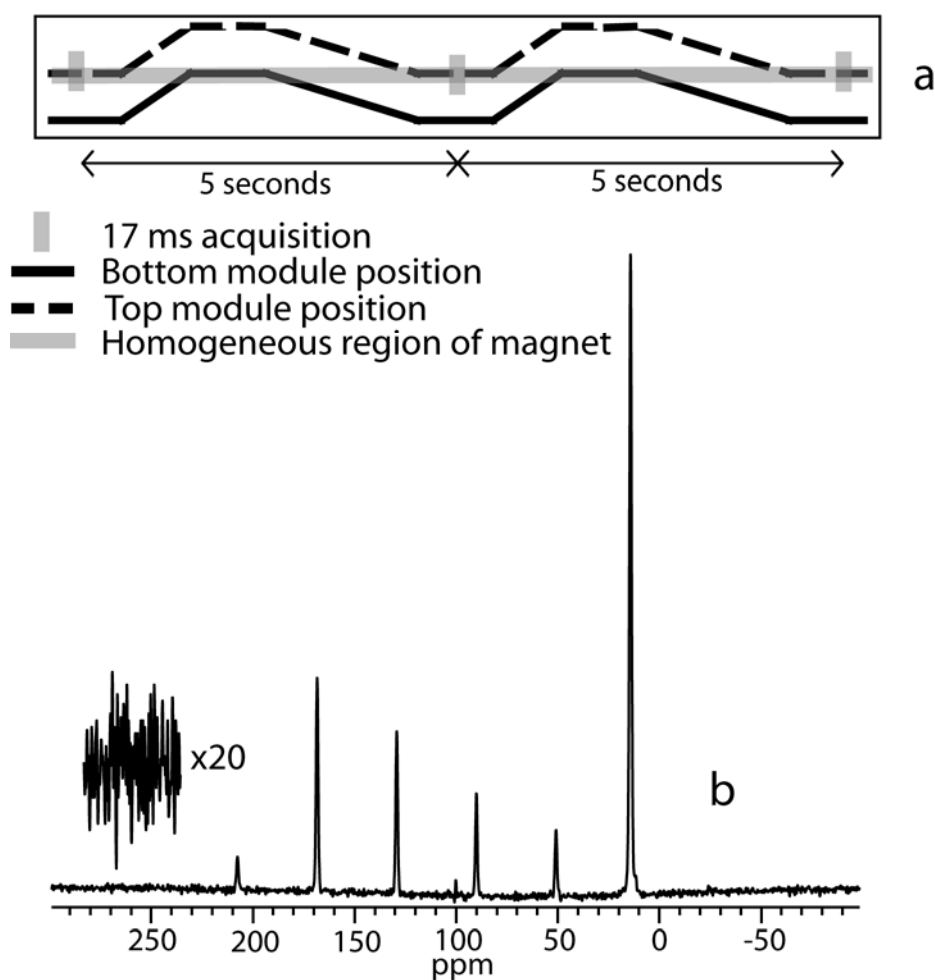 a
5 seconds 5 seconds
17 ms acquisition
Bottom module position
Top module position
Homogeneous region of magnet
x20
b
250 200 150 100 50 0 -50
ppm